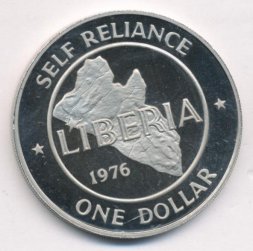 SELF RELIANCE
LIBERIA
1976
ONE DOLLAR